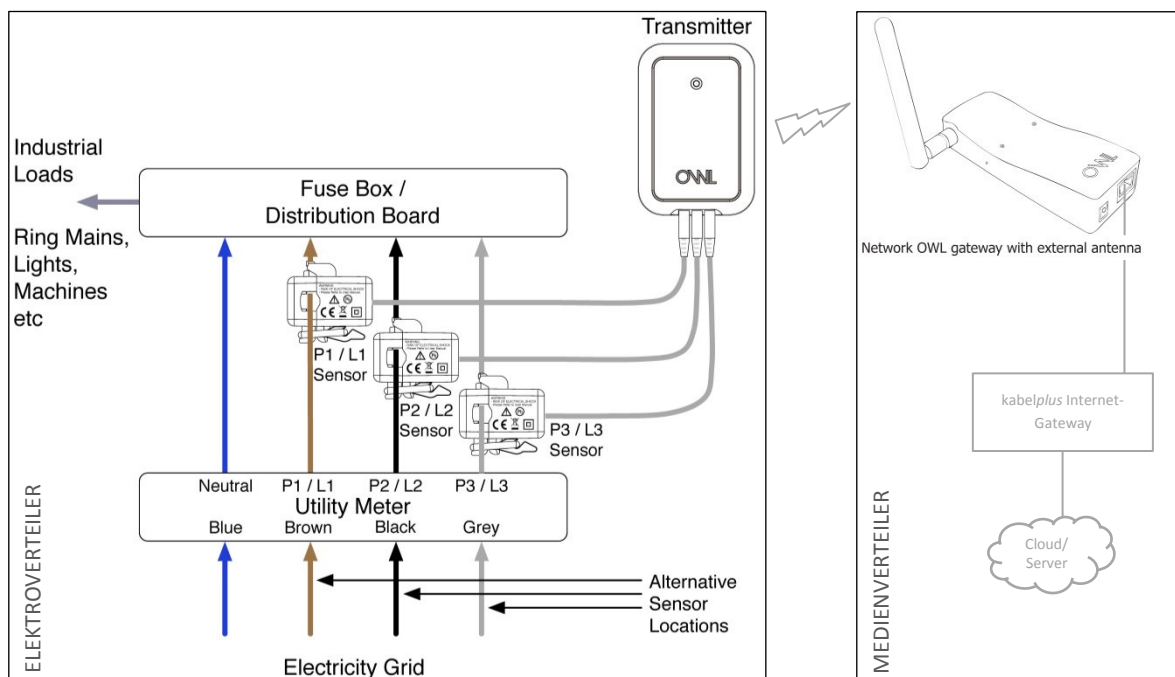 Transmitter
OWL
Industrial
Loads
Fuse Box /
Distribution Board
Ring Mains,
Lights,
Machines
etc
P1 / L1
Sensor
P2 / L2
Sensor
P3 / L3
Sensor
Neutral P1 / L1 P2 / L2 P3 / L3
Utility Meter
Blue Brown Black Grey
Alternative
Sensor
Locations
Electricity Grid
ELEKTROVERTEILER
OWL
Network OWL gateway with external antenna
kabelplus Internet-
Gateway
Cloud/
Server
MEDIENVERTEILER